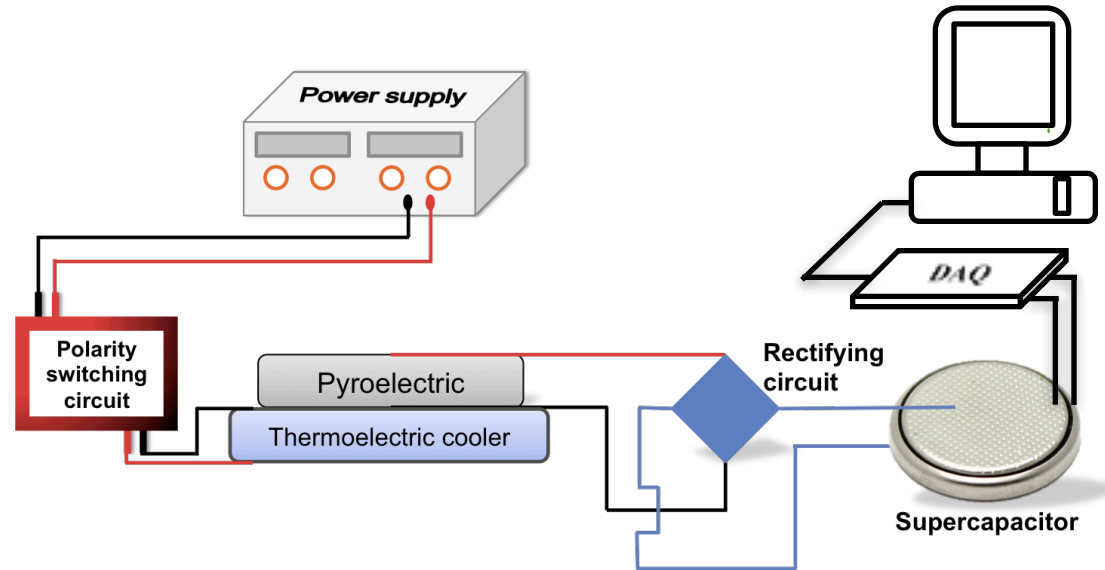 Power supply
DAQ
Polarity
switching
circuit
Pyroelectric
Thermoelectric cooler
Rectifying
circuit
Supercapacitor